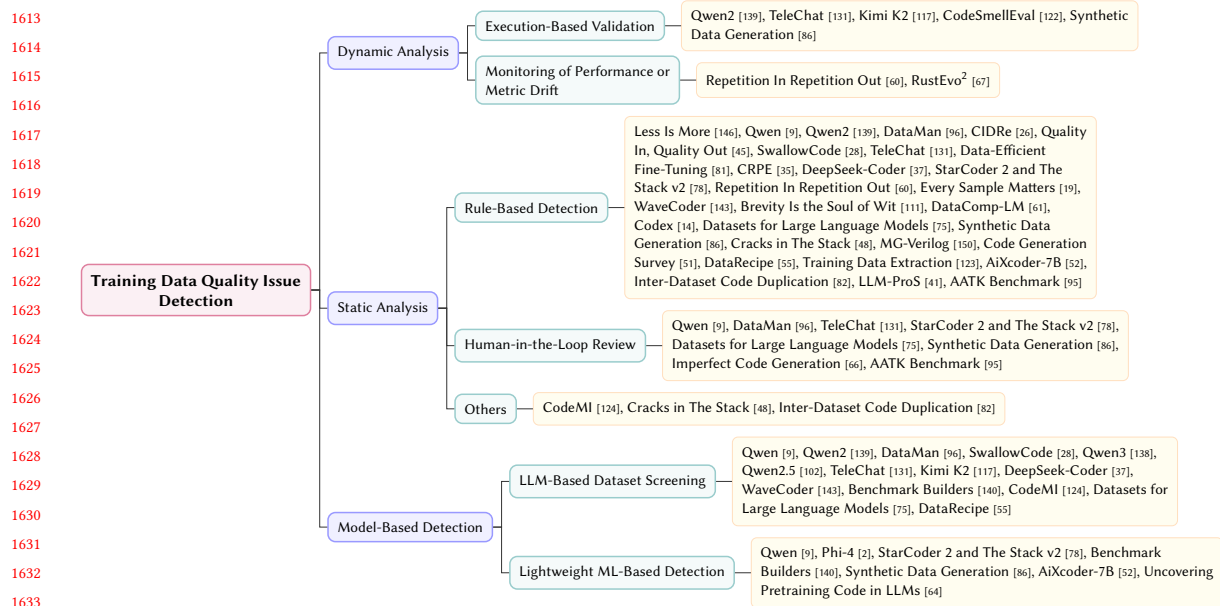 1613
1614
1615
1616
1617
1618
1619
1620
1621
1622
1623
1624
1625
1626
1627
1628
1629
1630
1631
1632
1633
Training Data Quality Issue
Detection
Dynamic Analysis
Execution-Based Validation
Qwen2 [139], TeleChat [131], Kimi K2 [117], CodeSmellEval [122], Synthetic
Data Generation [86]
Monitoring of Performance or
Metric Drift
Repetition In Repetition Out [60], RustEvo² [67]
Static Analysis
Rule-Based Detection
Less Is More [146], Qwen [9], Qwen2 [139], DataMan [96], CIDRe [26], Quality
In, Quality Out [45], SwallowCode [28], TeleChat [131], Data-Efficient
Fine-Tuning [81], CRPE [35], DeepSeek-Coder [37], StarCoder 2 and The
Stack v2 [78], Repetition In Repetition Out [60], Every Sample Matters [19],
WaveCoder [143], Brevity Is the Soul of Wit [111], DataComp-LM [61],
Codex [14], Datasets for Large Language Models [75], Synthetic Data
Generation [86], Cracks in The Stack [48], MG-Verilog [150], Code Generation
Survey [51], DataRecipe [55], Training Data Extraction [123], AiXcoder-7B [52],
Inter-Dataset Code Duplication [82], LLM-ProS [41], AATK Benchmark [95]
Human-in-the-Loop Review
Qwen [9], DataMan [96], TeleChat [131], StarCoder 2 and The Stack v2 [78],
Datasets for Large Language Models [75], Synthetic Data Generation [86],
Imperfect Code Generation [66], AATK Benchmark [95]
Others
CodeMI [124], Cracks in The Stack [48], Inter-Dataset Code Duplication [82]
Model-Based Detection
LLM-Based Dataset Screening
Qwen [9], Qwen2 [139], DataMan [96], SwallowCode [28], Qwen3 [138],
Qwen2.5 [102], TeleChat [131], Kimi K2 [117], DeepSeek-Coder [37],
WaveCoder [143], Benchmark Builders [140], CodeMI [124], Datasets for
Large Language Models [75], DataRecipe [55]
Lightweight ML-Based Detection
Qwen [9], Phi-4 [2], StarCoder 2 and The Stack v2 [78], Benchmark
Builders [140], Synthetic Data Generation [86], AiXcoder-7B [52], Uncovering
Pretraining Code in LLMs [64]